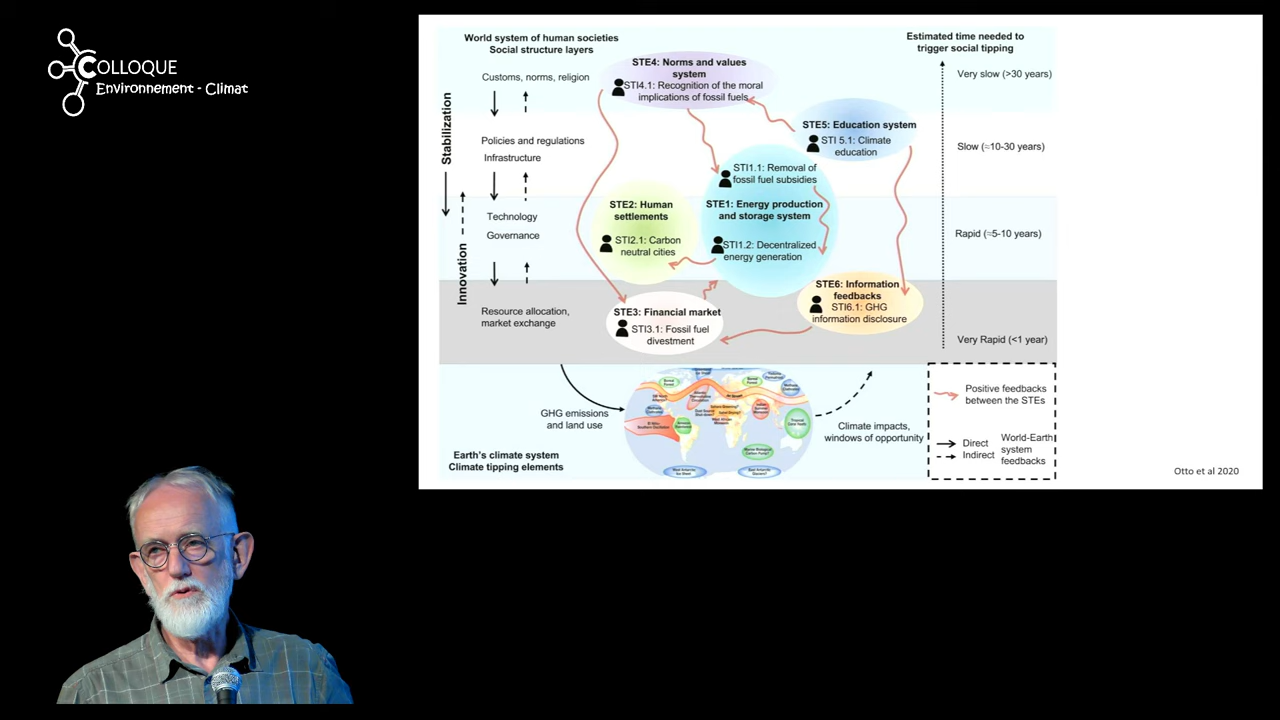 COLLOQUE
Environnement - Climat
World system of human societies
Social structure layers
Estimated time needed to
trigger social tipping
Customs, norms, religion
Policies and regulations
Infrastructure
Technology
Governance
Resource allocation,
market exchange
Stabilization
Innovation
STE4: Norms and values
system
STI4.1: Recognition of the moral
implications of fossil fuels
STE5: Education system
STI 5.1: Climate
education
STI1.1: Removal of
fossil fuel subsidies
STE1: Energy production
and storage system
STI1.2: Decentralized
energy generation
STE2: Human
settlements
STI2.1: Carbon
neutral cities
STE6: Information
feedbacks
STI6.1: GHG
information disclosure
STE3: Financial market
STI3.1: Fossil fuel
divestment
Very slow (>30 years)
Slow (≈10-30 years)
Rapid (≈5-10 years)
Very Rapid (<1 year)
GHG emissions
and land use
Climate impacts,
windows of opportunity
Earth's climate system
Climate tipping elements
Positive feedbacks
between the STEs
Direct
Indirect
World-Earth
system
feedbacks
Otto et al 2020